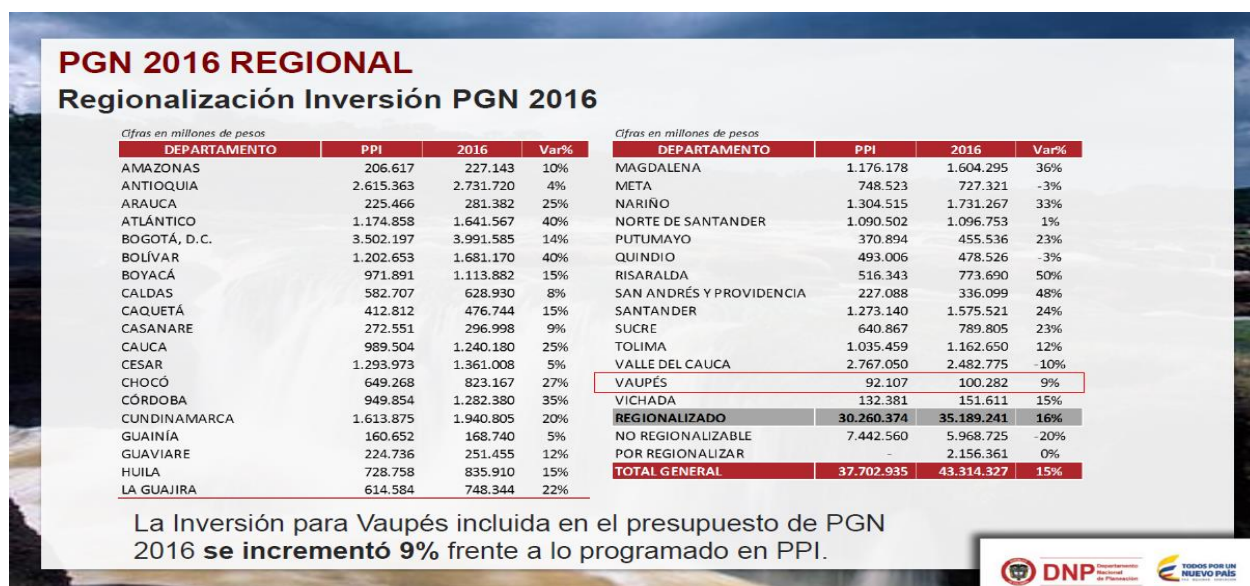 PGN 2016 REGIONAL
Regionalización Inversión PGN 2016
Cifras en millones de pesos
DEPARTAMENTO PPI 2016 Var%
AMAZONAS 206.617 227.143 10%
ANTIOQUIA 2.615.363 2.731.720 4%
ARAUCA 225.466 281.382 25%
ATLÁNTICO 1.174.858 1.641.567 40%
BOGOTÁ, D.C. 3.502.197 3.991.585 14%
BOLÍVAR 1.202.653 1.681.170 40%
BOYACÁ 971.891 1.113.882 15%
CALDAS 582.707 628.930 8%
CAQUETÁ 412.812 476.744 15%
CASANARE 272.551 296.998 9%
CAUCA 989.504 1.240.180 25%
CESAR 1.293.973 1.361.008 5%
CHOCÓ 649.268 823.167 27%
CÓRDOBA 949.854 1.282.380 35%
CUNDINAMARCA 1.613.875 1.940.805 20%
GUAINÍA 160.652 168.740 5%
GUAVIARE 224.736 251.455 12%
HUILA 728.758 835.910 15%
LA GUAJIRA 614.584 748.344 22%
Cifras en millones de pesos
DEPARTAMENTO PPI 2016 Var%
MAGDALENA 1.176.178 1.604.295 36%
META 748.523 727.321 -3%
NARIÑO 1.304.515 1.731.267 33%
NORTE DE SANTANDER 1.090.502 1.096.753 1%
PUTUMAYO 370.894 455.536 23%
QUINDIO 493.006 478.526 -3%
RISARALDA 516.343 773.690 50%
SAN ANDRÉS Y PROVIDENCIA 227.088 336.099 48%
SANTANDER 1.273.140 1.575.521 24%
SUCRE 640.867 789.805 23%
TOLIMA 1.035.459 1.162.650 12%
VALLE DEL CAUCA 2.767.050 2.482.775 -10%
VAUPÉS 92.107 100.282 9%
VICHADA 132.381 151.611 15%
REGIONALIZADO 30.260.374 35.189.241 16%
NO REGIONALIZABLE 7.442.560 5.968.725 -20%
POR REGIONALIZAR - 2.156.361 0%
TOTAL GENERAL 37.702.935 43.314.327 15%
La Inversión para Vaupés incluida en el presupuesto de PGN
2016 se incrementó 9% frente a lo programado en PPI.
DNP Departamento
Nacional
de Planeación
TODOS POR UN
NUEVO PAÍS